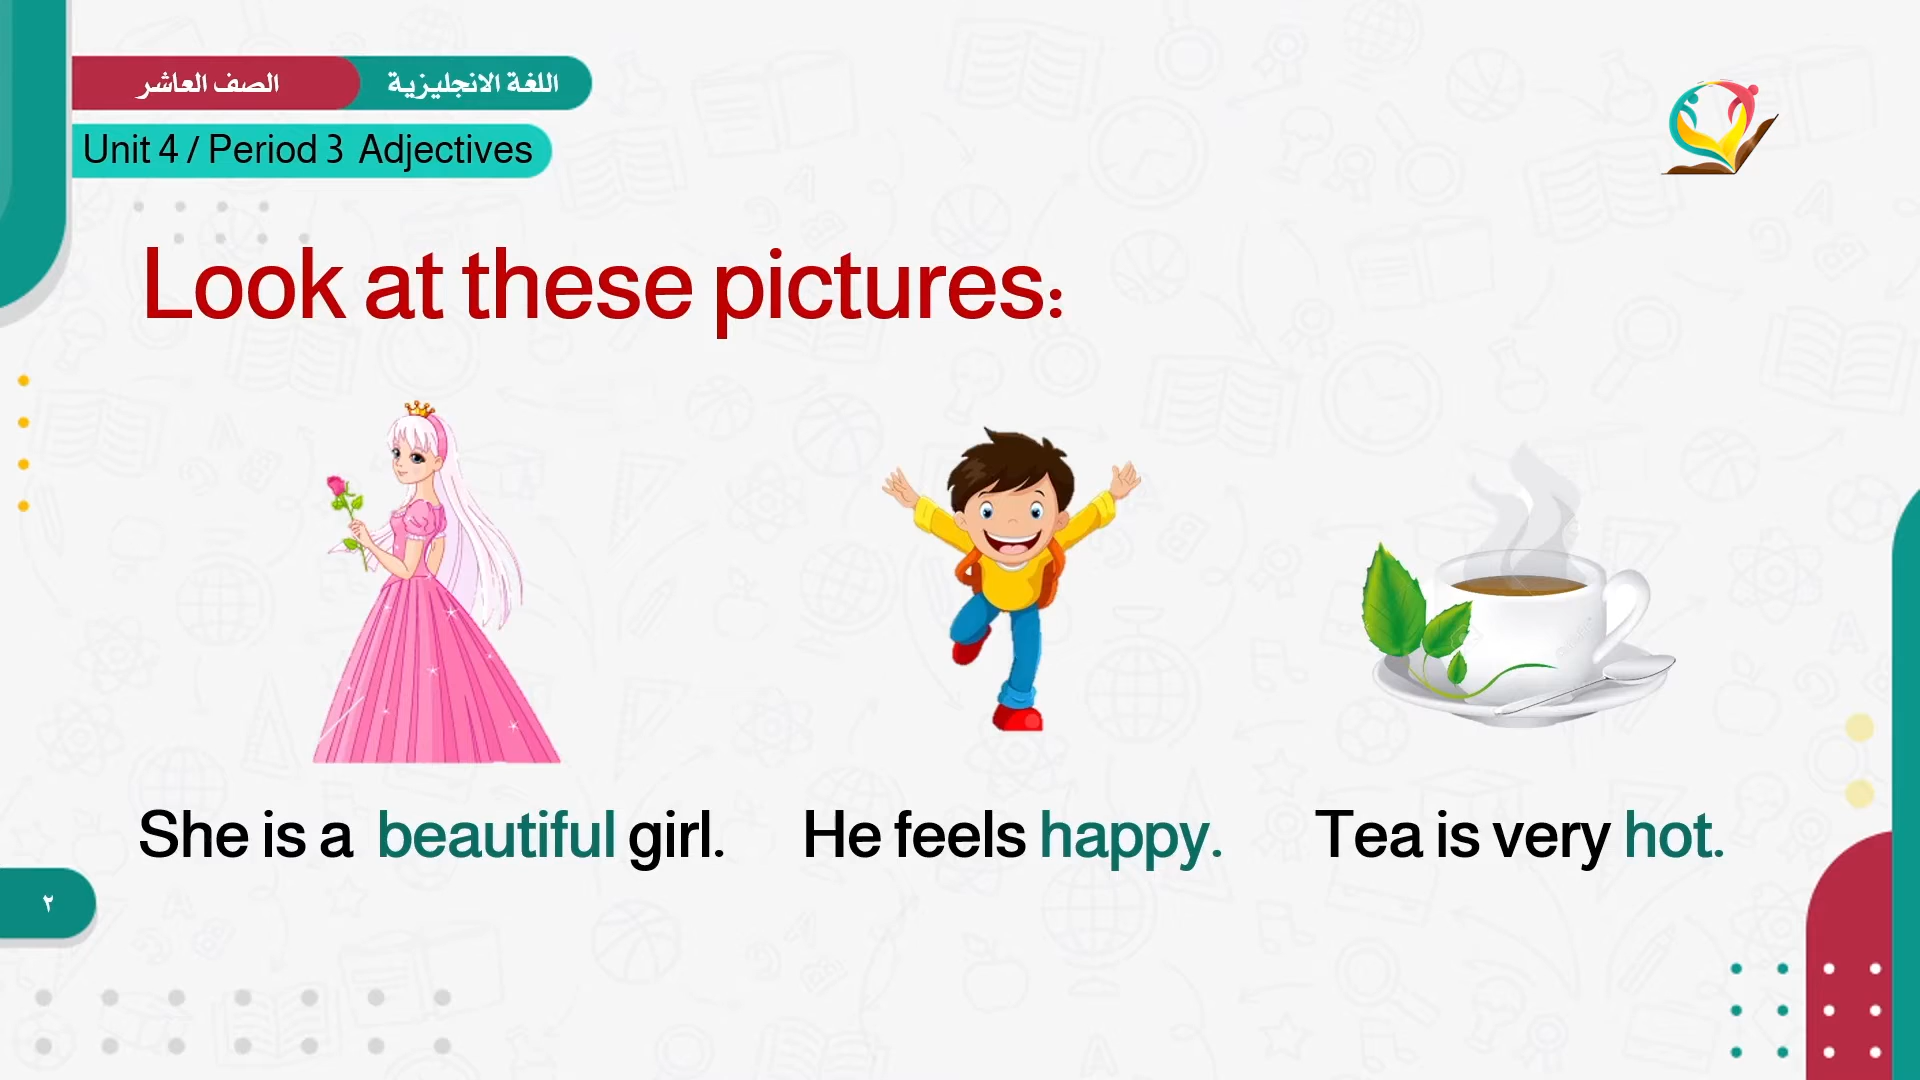 الصف العاشر
اللغة الانجليزية
Unit 4 / Period 3 Adjectives
Look at these pictures:
She is a beautiful girl.
He feels happy.
Tea is very hot.
٢